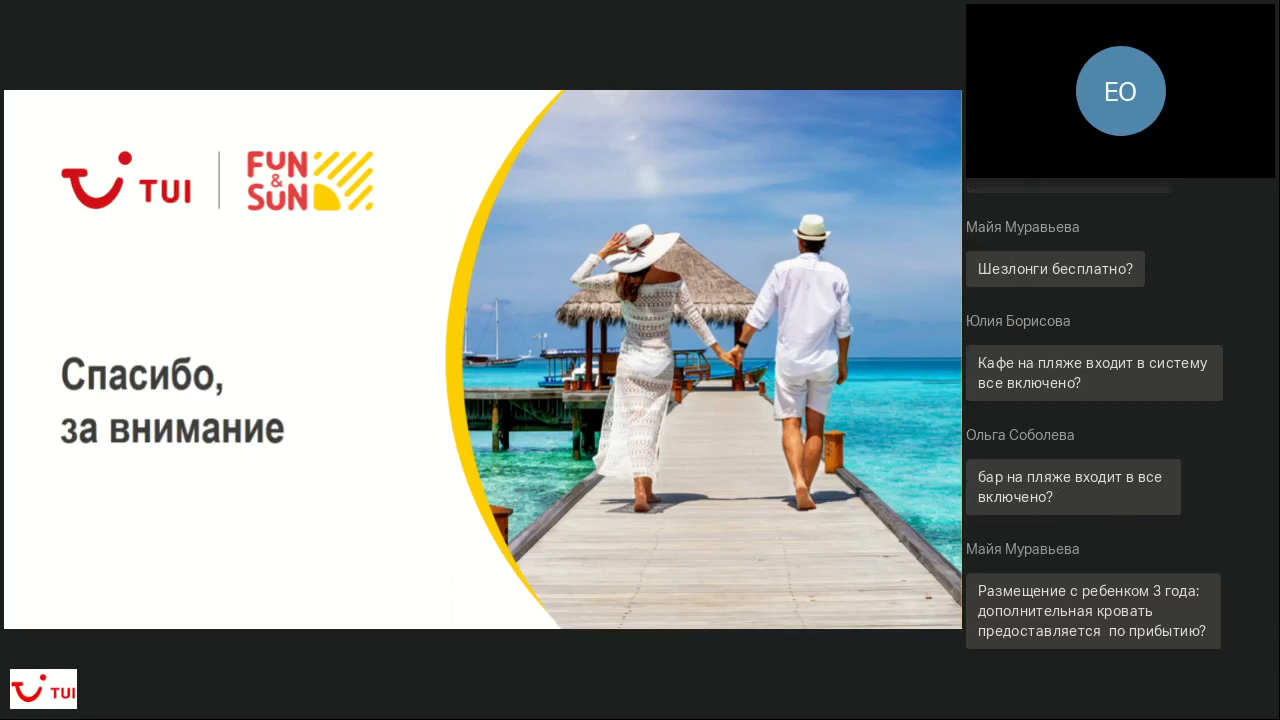 TUI
FUN
&
SUN
Спасибо,
за внимание
EO
Майя Муравьева
Шезлонги бесплатно?
Юлия Борисова
Кафе на пляже входит в систему
все включено?
Ольга Соболева
бар на пляже входит в все
включено?
Майя Муравьева
Размещение с ребенком 3 года:
дополнительная кровать
предоставляется по прибытию?
TUI